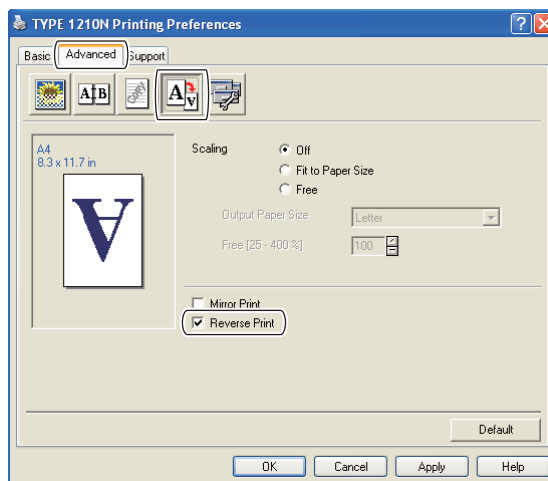 TYPE 1210N Printing Preferences
Basic Advanced Support
A B
A A
A4
8.3 x 11.7 in
A
Scaling
Off
Fit to Paper Size
Free
Output Paper Size Letter
Free [25 - 400 %] 100
Mirror Print
Reverse Print
Default
OK Cancel Apply Help